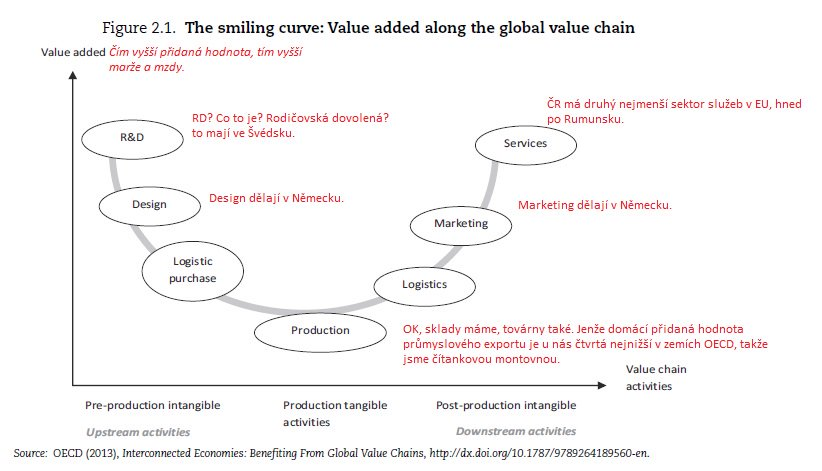 Figure 2.1. The smiling curve: Value added along the global value chain
Value added Čím vyšší přidaná hodnota, tím vyšší
marže a mzdy.
R&D
RD? Co to je? Rodičovská dovolená?
to mají ve Švédsku.
ČR má druhý nejmenší sektor služeb v EU, hned
po Rumunsku.
Services
Design
Design dělají v Německu.
Marketing dělají v Německu.
Marketing
Logistic
purchase
Logistics
Production
OK, sklady máme, továrny také. Jenže domácí přidaná hodnota
průmyslového exportu je u nás čtvrtá nejnižší v zemích OECD, takže
jsme čítankovou montovnou.
Value chain
activities
Pre-production intangible
Production tangible
activities
Post-production intangible
Upstream activities
Downstream activities
Source: OECD (2013), Interconnected Economies: Benefiting From Global Value Chains, http://dx.doi.org/10.1787/9789264189560-en.